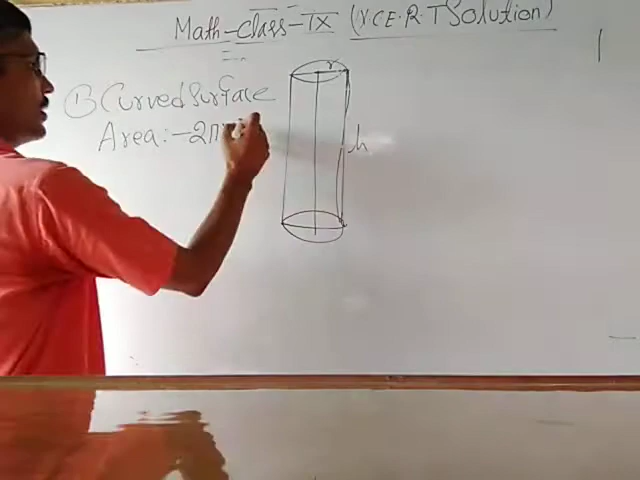 Math-Class-IX (N.C.E.R.T Solution)
r
① Curved Surface
Area:-2π
h